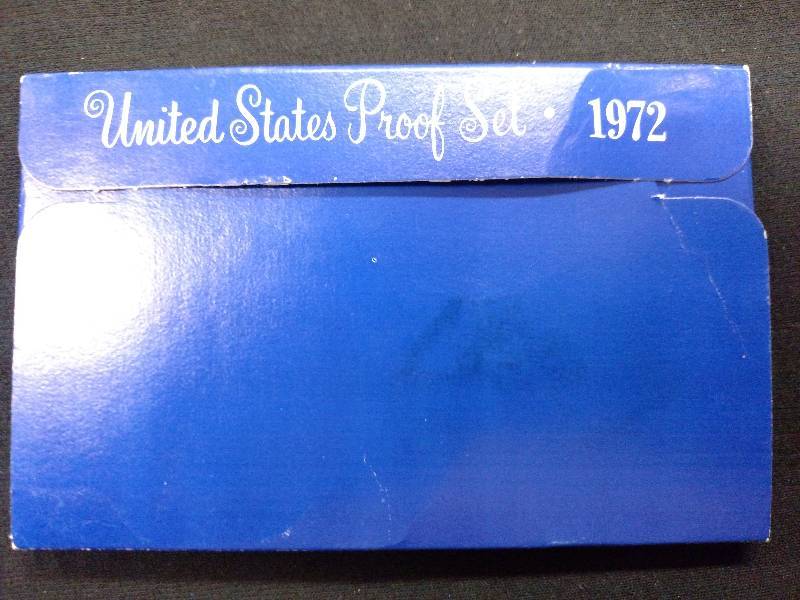 United States Proof Set · 1972